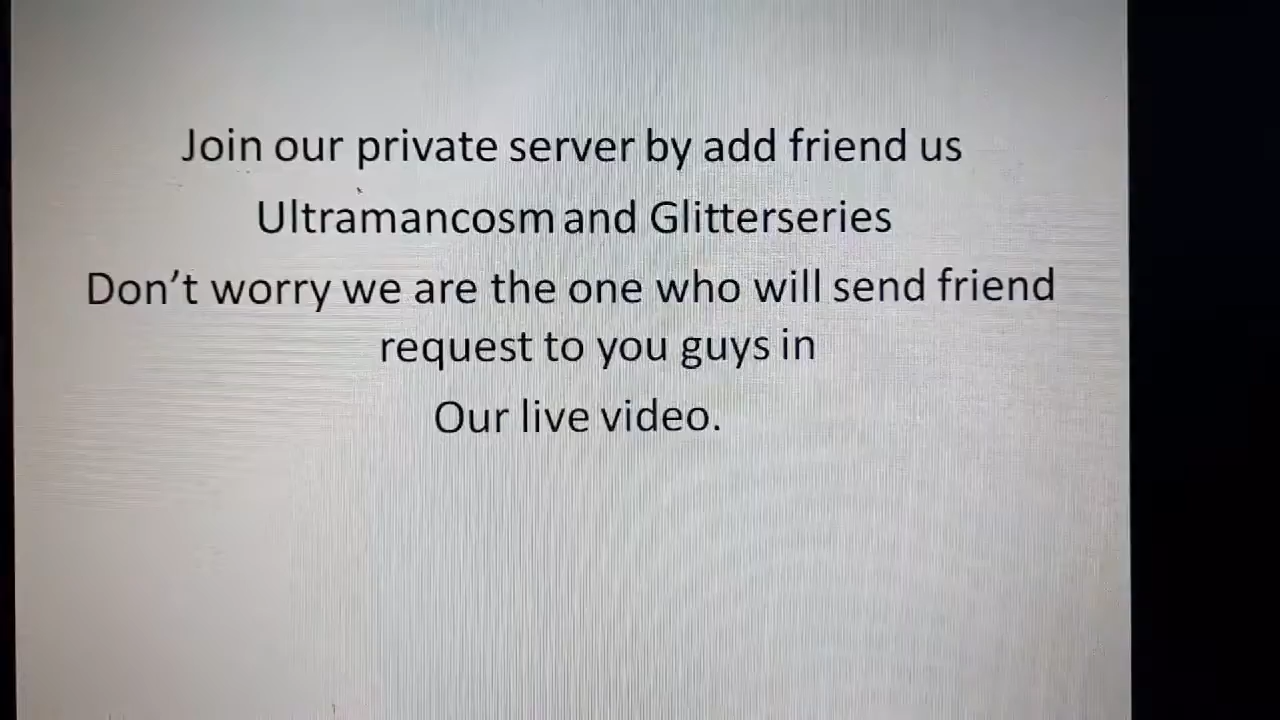 Join our private server by add friend us
Ultramancosm and Glitterseries
Don't worry we are the one who will send friend
request to you guys in
Our live video.